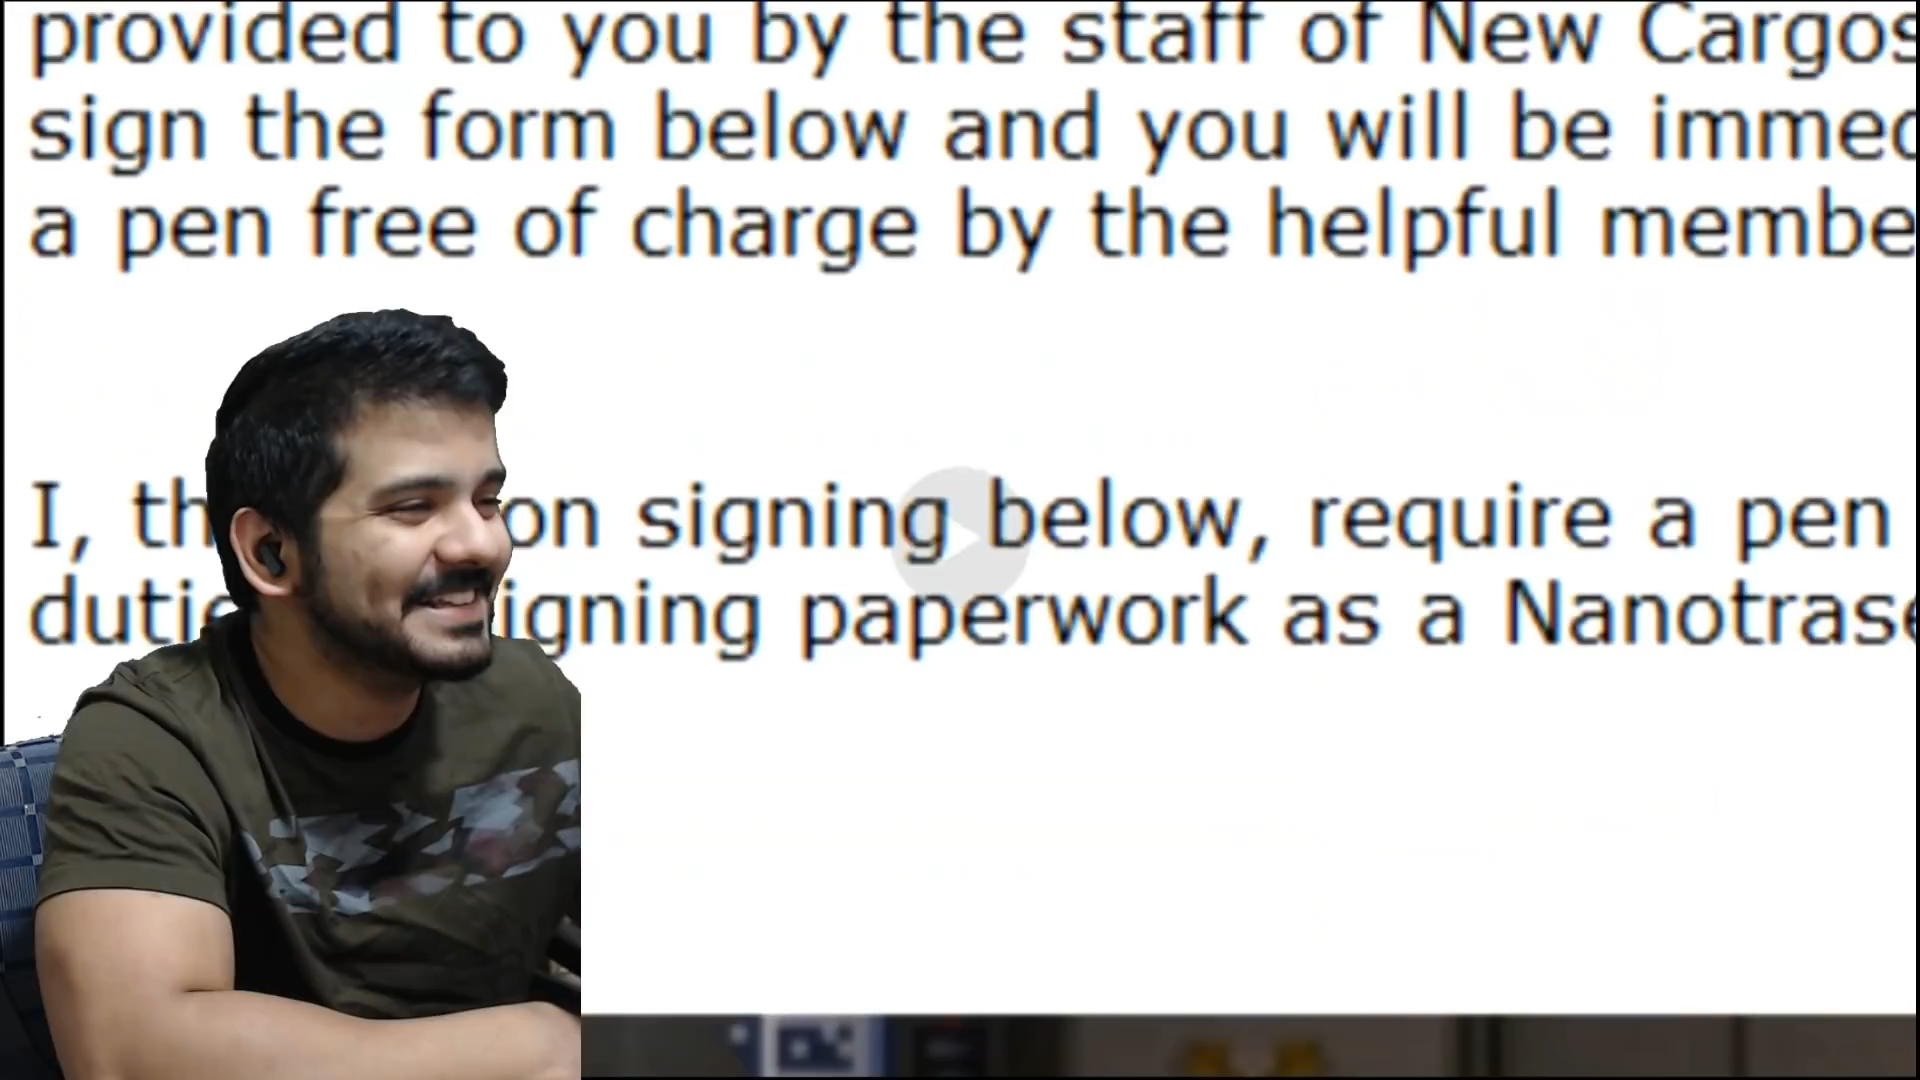 provided to you by the staff of New Cargos
sign the form below and you will be immed
a pen free of charge by the helpful membe
I, th on signing below, require a pen
dutie igning paperwork as a Nanotrase